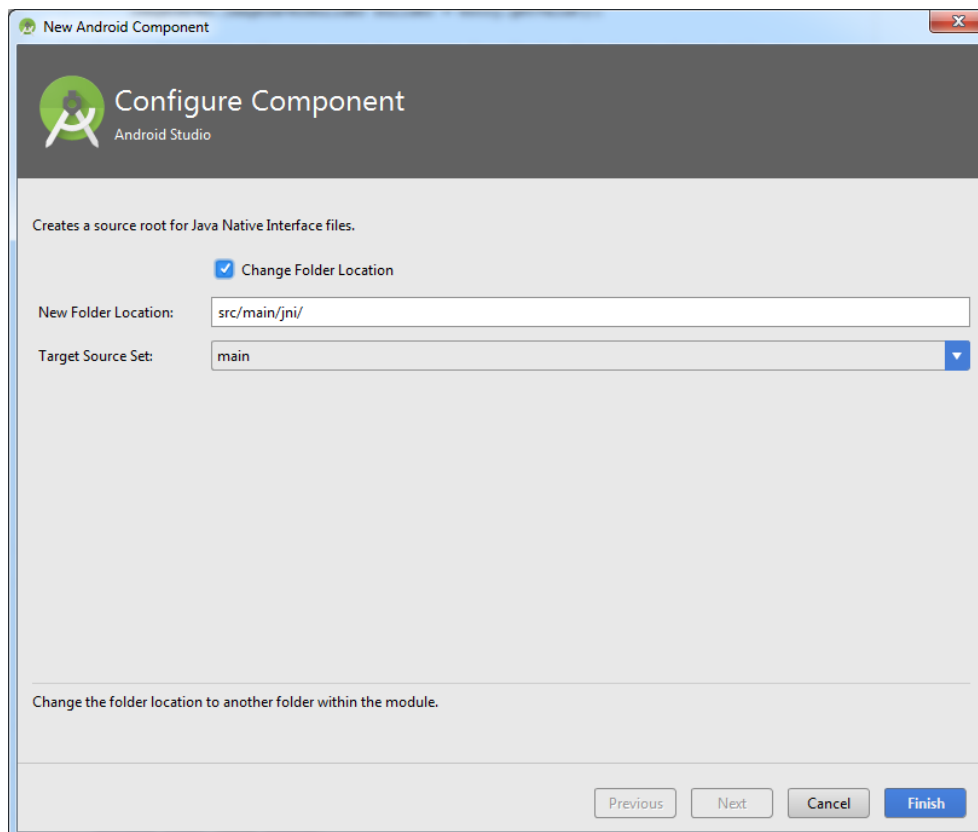 New Android Component
Configure Component
Android Studio
Creates a source root for Java Native Interface files.
Change Folder Location
New Folder Location:
src/main/jni/
Target Source Set:
main
Change the folder location to another folder within the module.
Previous
Next
Cancel
Finish